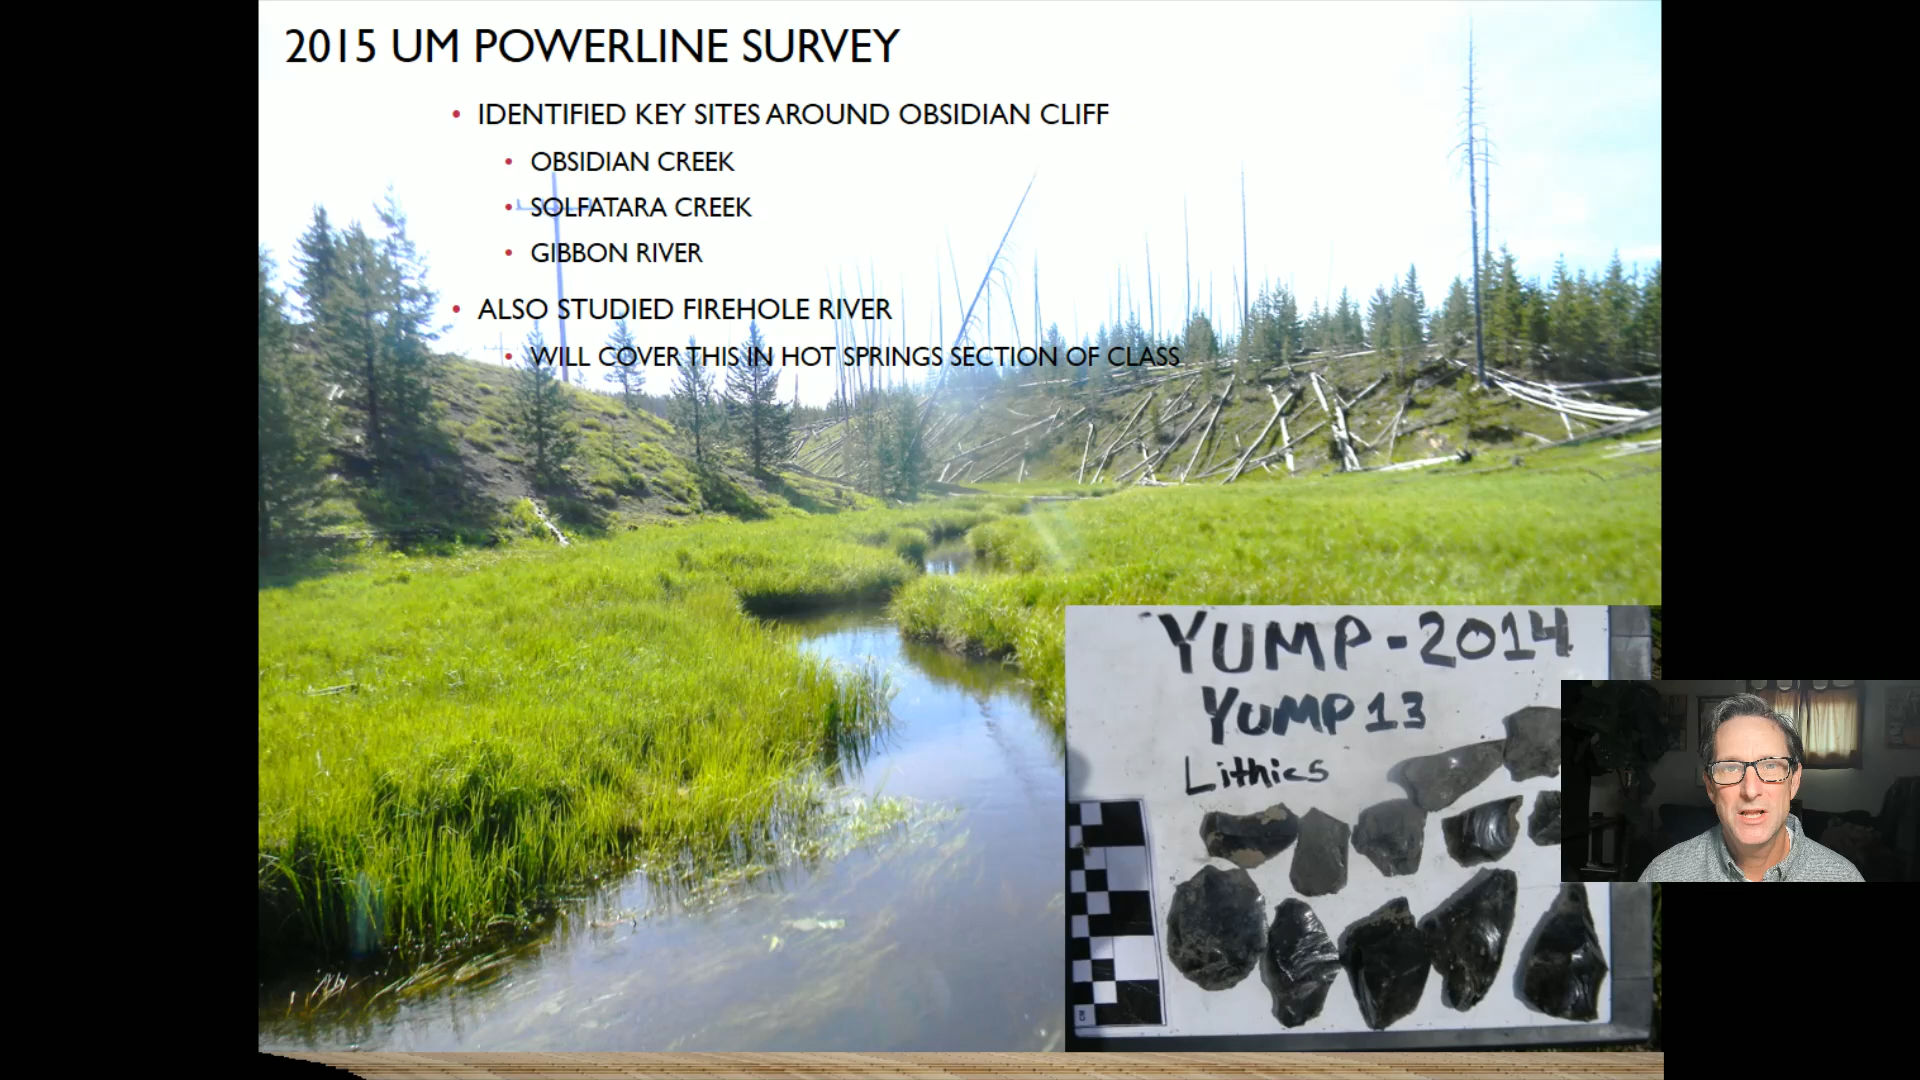 2015 UM POWERLINE SURVEY
• IDENTIFIED KEY SITES AROUND OBSIDIAN CLIFF
• OBSIDIAN CREEK
• SOLFATARA CREEK
• GIBBON RIVER
• ALSO STUDIED FIREHOLE RIVER
• WILL COVER THIS IN HOT SPRINGS SECTION OF CLASS
YUMP-2014
YUMP 13
Lithics
CM